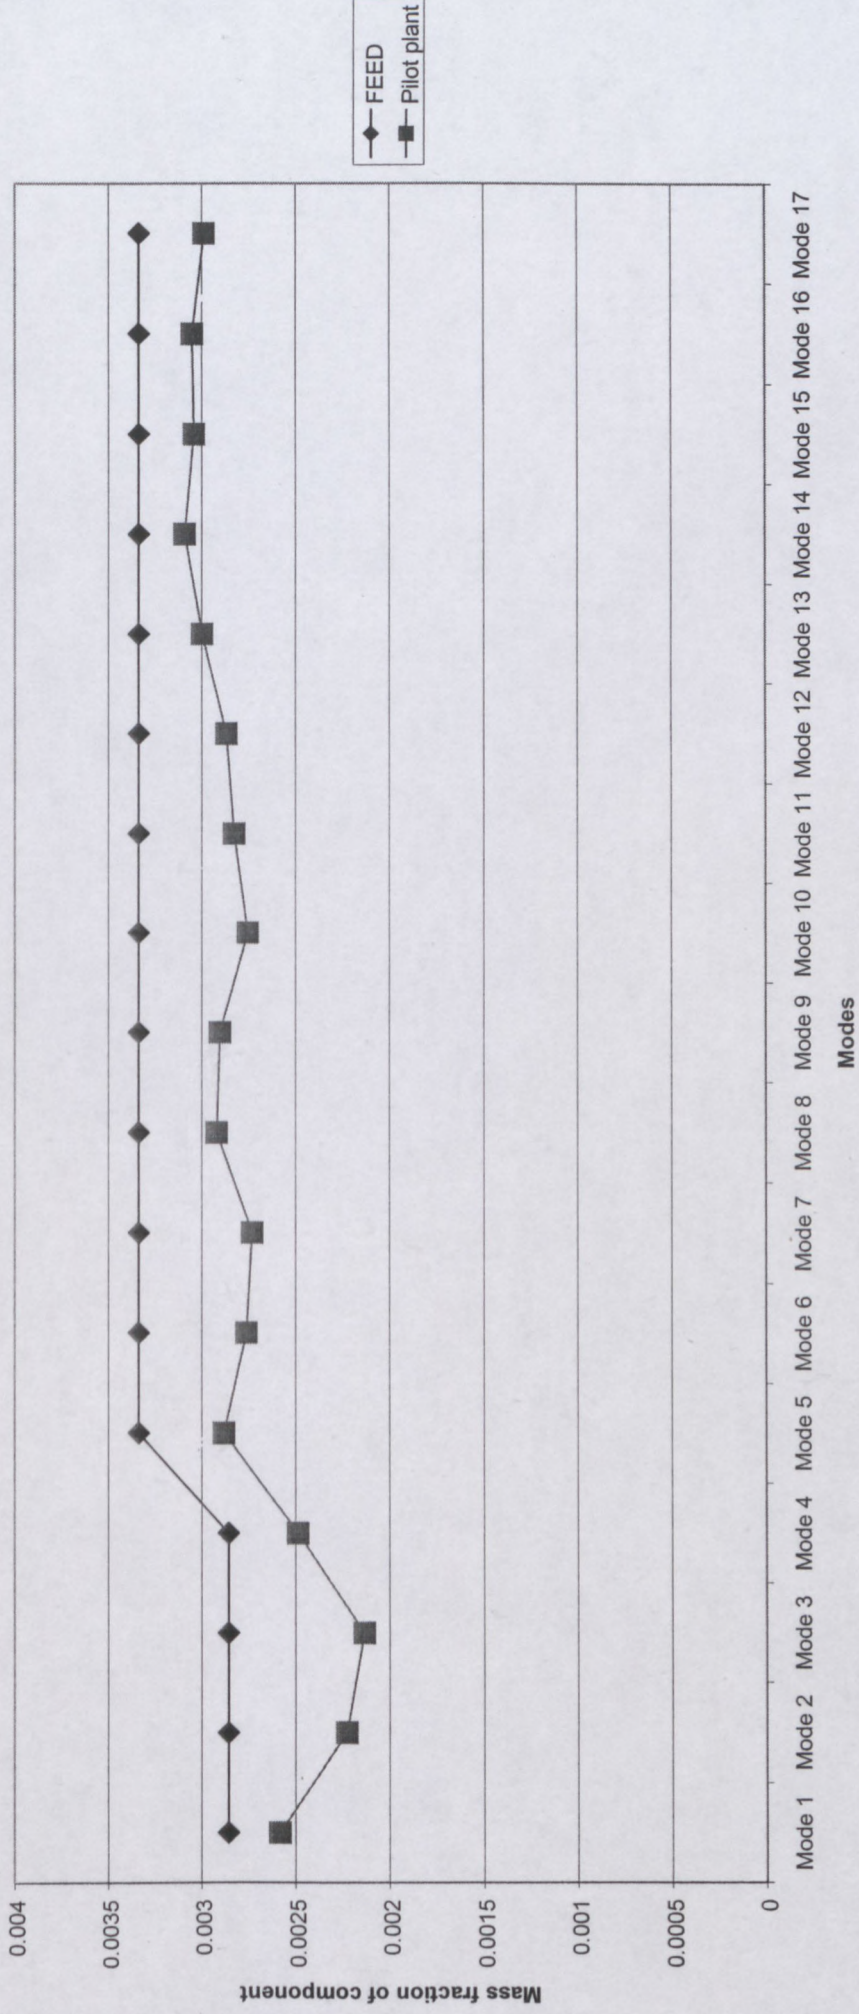 Mass fraction of component
0.004
0.0035
0.003
0.0025
0.002
0.0015
0.001
0.0005
0
Mode 1 Mode 2 Mode 3 Mode 4 Mode 5 Mode 6 Mode 7 Mode 8 Mode 9 Mode 10 Mode 11 Mode 12 Mode 13 Mode 14 Mode 15 Mode 16 Mode 17
Modes
FEED
Pilot plant